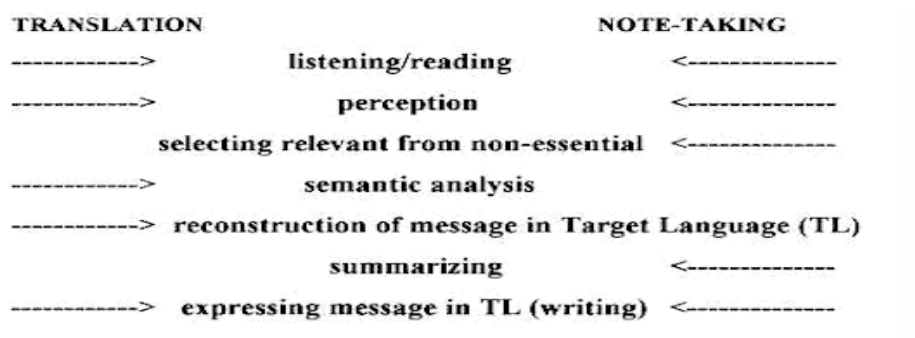 TRANSLATION NOTE-TAKING
------------> listening/reading <--------------
------------> perception <--------------
selecting relevant from non-essential <--------------
------------> semantic analysis
------------> reconstruction of message in Target Language (TL)
summarizing <--------------
------------> expressing message in TL (writing) <--------------